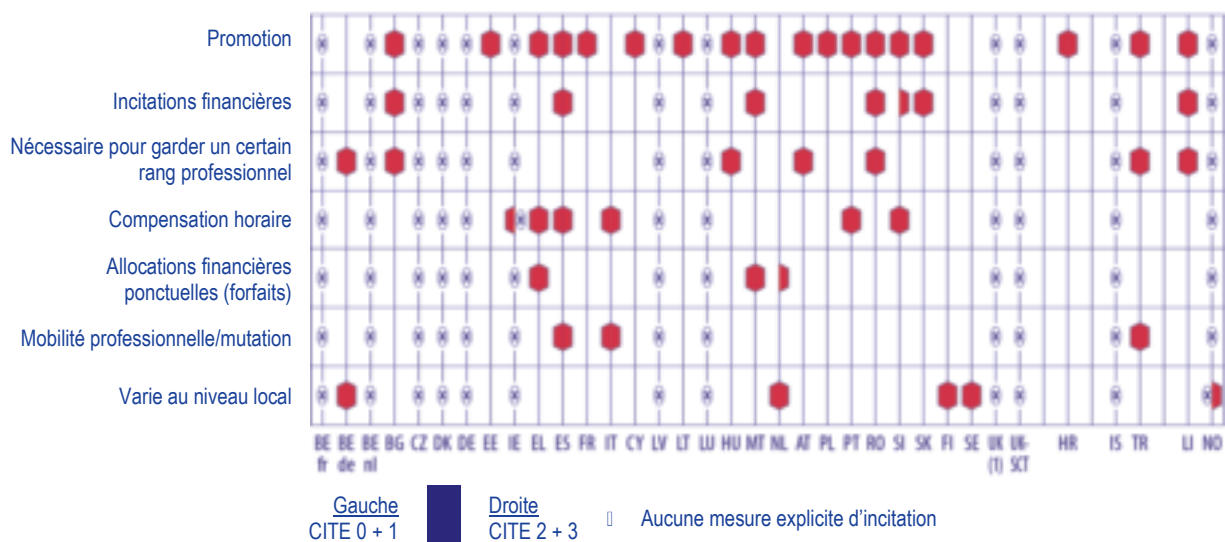 Promotion
Incitations financières
Nécessaire pour garder un certain
rang professionnel
Compensation horaire
Allocations financières
ponctuelles (forfaits)
Mobilité professionnelle/mutation
Varie au niveau local
BE BE BE BG CZ DK DE EE IE EL ES FR IT CY LV LT LU HU MT NL AT PL PT RO SI SK FI SE UK UK- HR IS TR LI NO
fr de nl (1) SCT
Gauche Droite
CITE 0 + 1 CITE 2 + 3 Aucune mesure explicite d'incitation